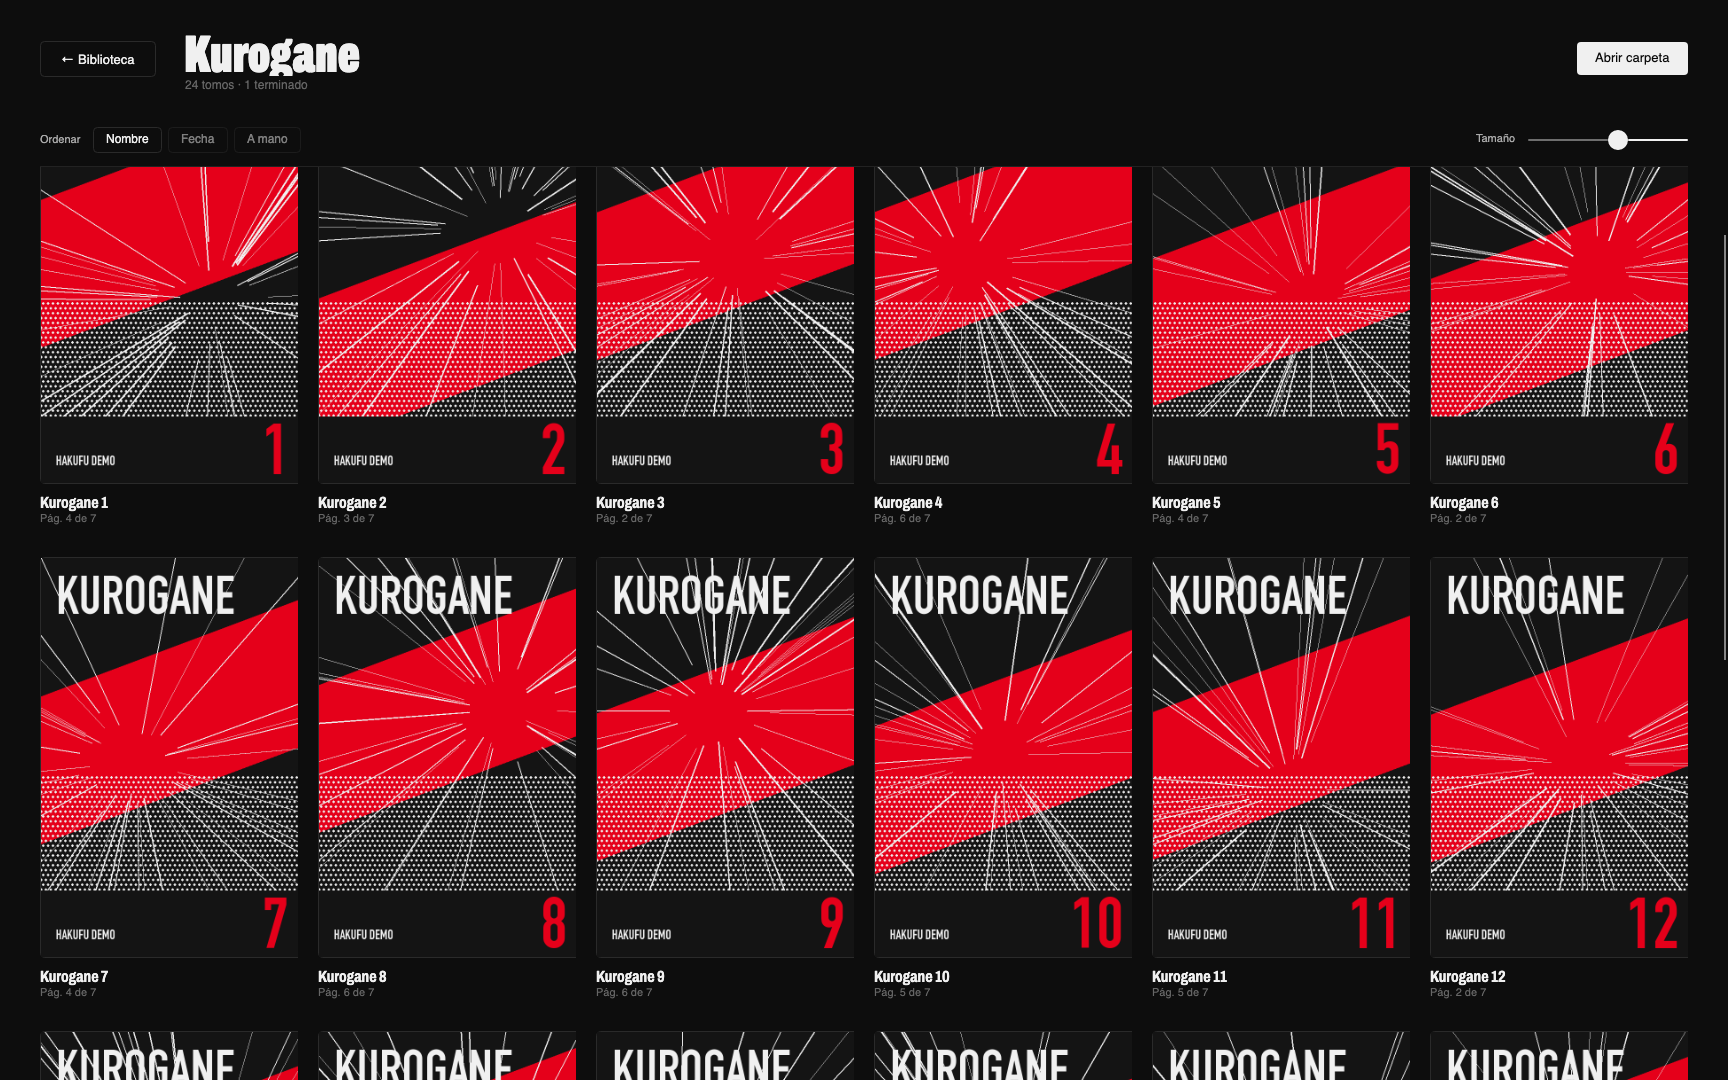 ← Biblioteca
Kurogane
24 tomos · 1 terminado
Abrir carpeta
Ordenar
Nombre
Fecha
A mano
Tamaño
HAKUFU DEMO
1
HAKUFU DEMO
2
HAKUFU DEMO
3
HAKUFU DEMO
4
HAKUFU DEMO
5
HAKUFU DEMO
6
Kurogane 1
Pág. 4 de 7
Kurogane 2
Pág. 3 de 7
Kurogane 3
Pág. 2 de 7
Kurogane 4
Pág. 6 de 7
Kurogane 5
Pág. 4 de 7
Kurogane 6
Pág. 2 de 7
KUROGANE
HAKUFU DEMO
7
KUROGANE
HAKUFU DEMO
8
KUROGANE
HAKUFU DEMO
9
KUROGANE
HAKUFU DEMO
10
KUROGANE
HAKUFU DEMO
11
KUROGANE
HAKUFU DEMO
12
Kurogane 7
Pág. 4 de 7
Kurogane 8
Pág. 6 de 7
Kurogane 9
Pág. 6 de 7
Kurogane 10
Pág. 5 de 7
Kurogane 11
Pág. 5 de 7
Kurogane 12
Pág. 2 de 7
KUROGANE
KUROGANE
KUROGANE
KUROGANE
KUROGANE
KUROGANE